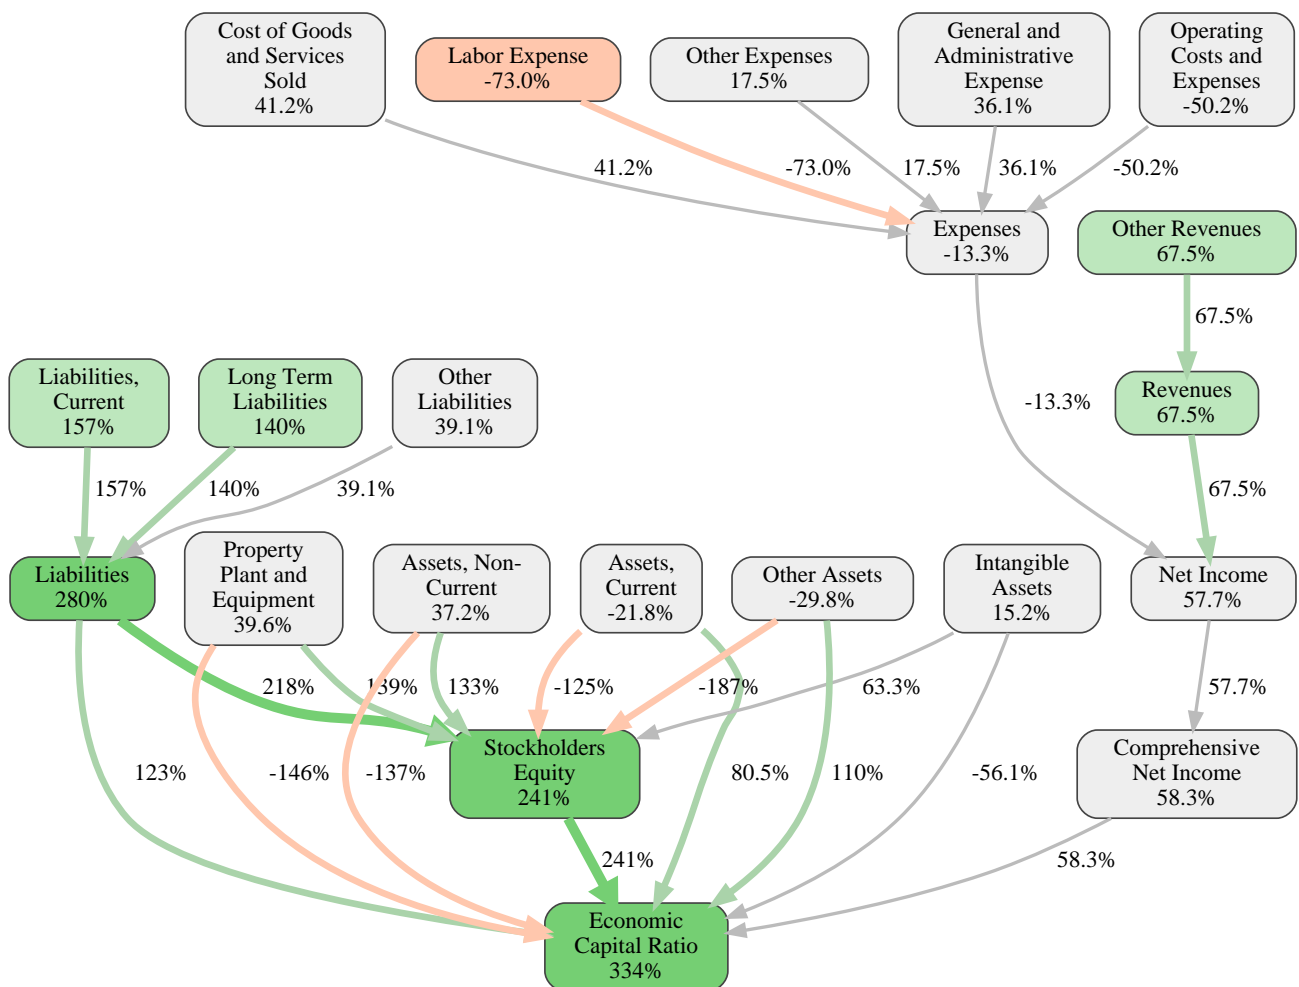 Cost of Goods
and Services
Sold
41.2%
Labor Expense
-73.0%
Other Expenses
17.5%
General and
Administrative
Expense
36.1%
Operating
Costs and
Expenses
-50.2%
41.2%
-73.0%
17.5%
36.1%
-50.2%
Expenses
-13.3%
Other Revenues
67.5%
67.5%
Liabilities,
Current
157%
Long Term
Liabilities
140%
Other
Liabilities
39.1%
-13.3%
Revenues
67.5%
157%
140%
39.1%
67.5%
Liabilities
280%
Property
Plant and
Equipment
39.6%
Assets, Non-
Current
37.2%
Assets,
Current
-21.8%
Other Assets
-29.8%
Intangible
Assets
15.2%
Net Income
57.7%
218%
139%
133%
-125%
-187%
63.3%
57.7%
Stockholders
Equity
241%
Comprehensive
Net Income
58.3%
123%
-146%
-137%
80.5%
110%
-56.1%
241%
58.3%
Economic
Capital Ratio
334%